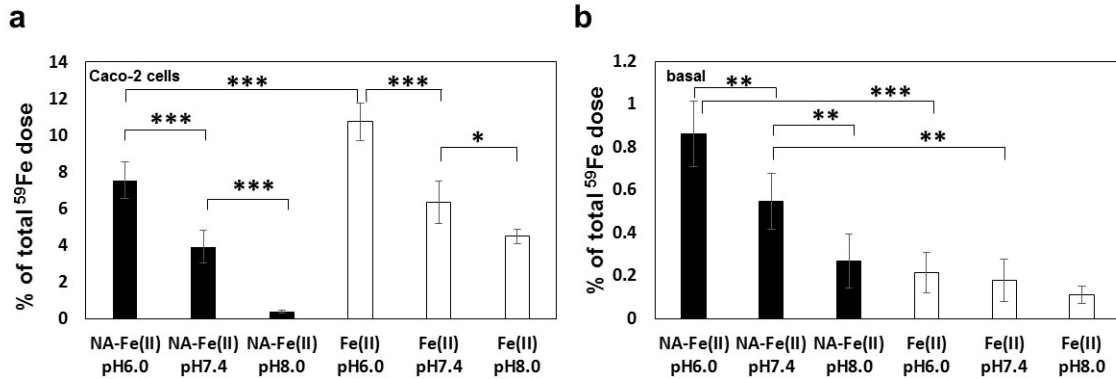 a
b
% of total ⁵⁹Fe dose
14
12
10
8
6
4
2
0
Caco-2 cells
***
***
***
***
*
NA-Fe(II) NA-Fe(II) NA-Fe(II) Fe(II) Fe(II) Fe(II)
pH6.0 pH7.4 pH8.0 pH6.0 pH7.4 pH8.0
% of total ⁵⁹Fe dose
1.2
1
0.8
0.6
0.4
0.2
0
basal
**
***
**
**
NA-Fe(II) NA-Fe(II) NA-Fe(II) Fe(II) Fe(II) Fe(II)
pH6.0 pH7.4 pH8.0 pH6.0 pH7.4 pH8.0